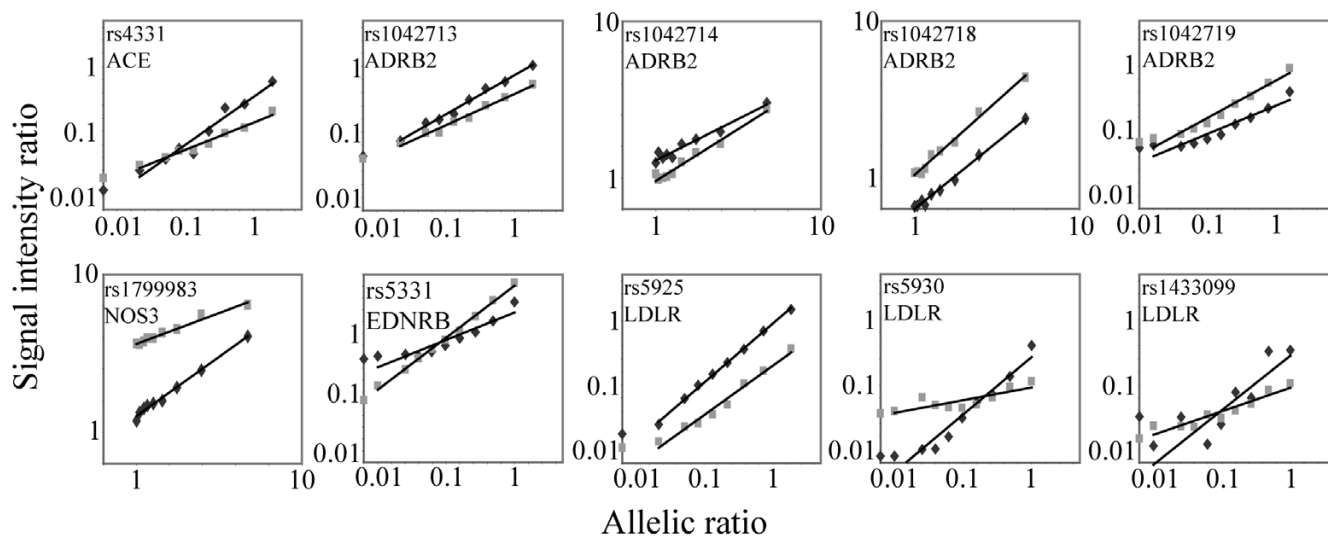 Signal intensity ratio
rs4331
ACE
1
0.1
0.01
0.01 0.1 1
rs1042713
ADRB2
1
0.1
0.01
0.01 0.1 1
10
rs1042714
ADRB2
1
1 10
10
rs1042718
ADRB2
1
1 10
rs1042719
ADRB2
1
0.1
0.01
0.01 0.1 1
10
rs1799983
NOS3
1
1 10
rs5331
EDNRB
1
0.1
0.01
0.01 0.1 1
rs5925
LDLR
1
0.1
0.01
0.01 0.1 1
rs5930
LDLR
1
0.1
0.01
0.01 0.1 1
rs1433099
LDLR
1
0.1
0.01
0.01 0.1 1
Allelic ratio